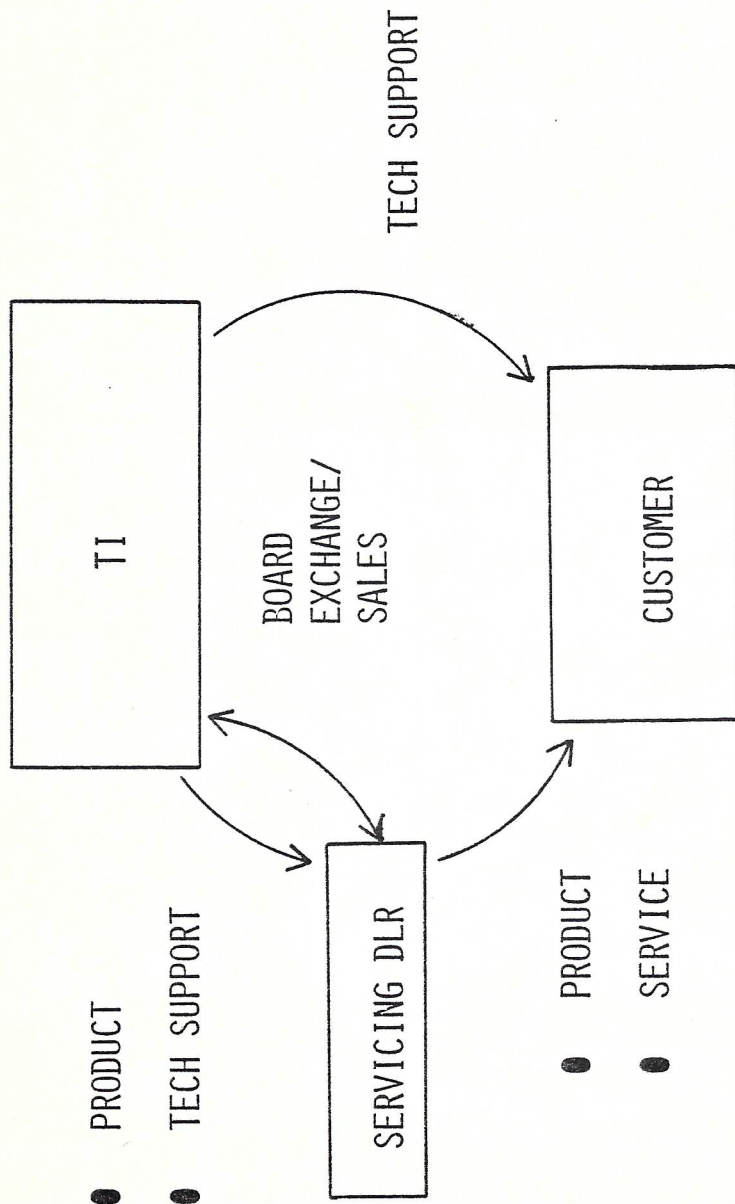 ● PRODUCT
● TECH SUPPORT
TI
BOARD
EXCHANGE/
SALES
TECH SUPPORT
SERVICING DLR
● PRODUCT
● SERVICE
CUSTOMER